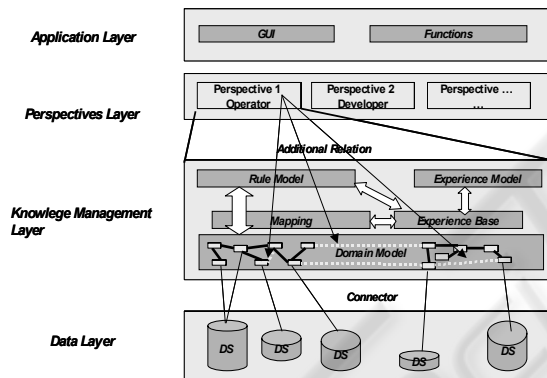 Application Layer
GUI
Functions
Perspectives Layer
Perspective 1
Operator
Perspective 2
Developer
Perspective ...
...
Additional Relation
Rule Model
Experience Model
Knowlege Management
Layer
Mapping
Experience Base
Domain Model
Connector
Data Layer
DS
DS
DS
DS
DS